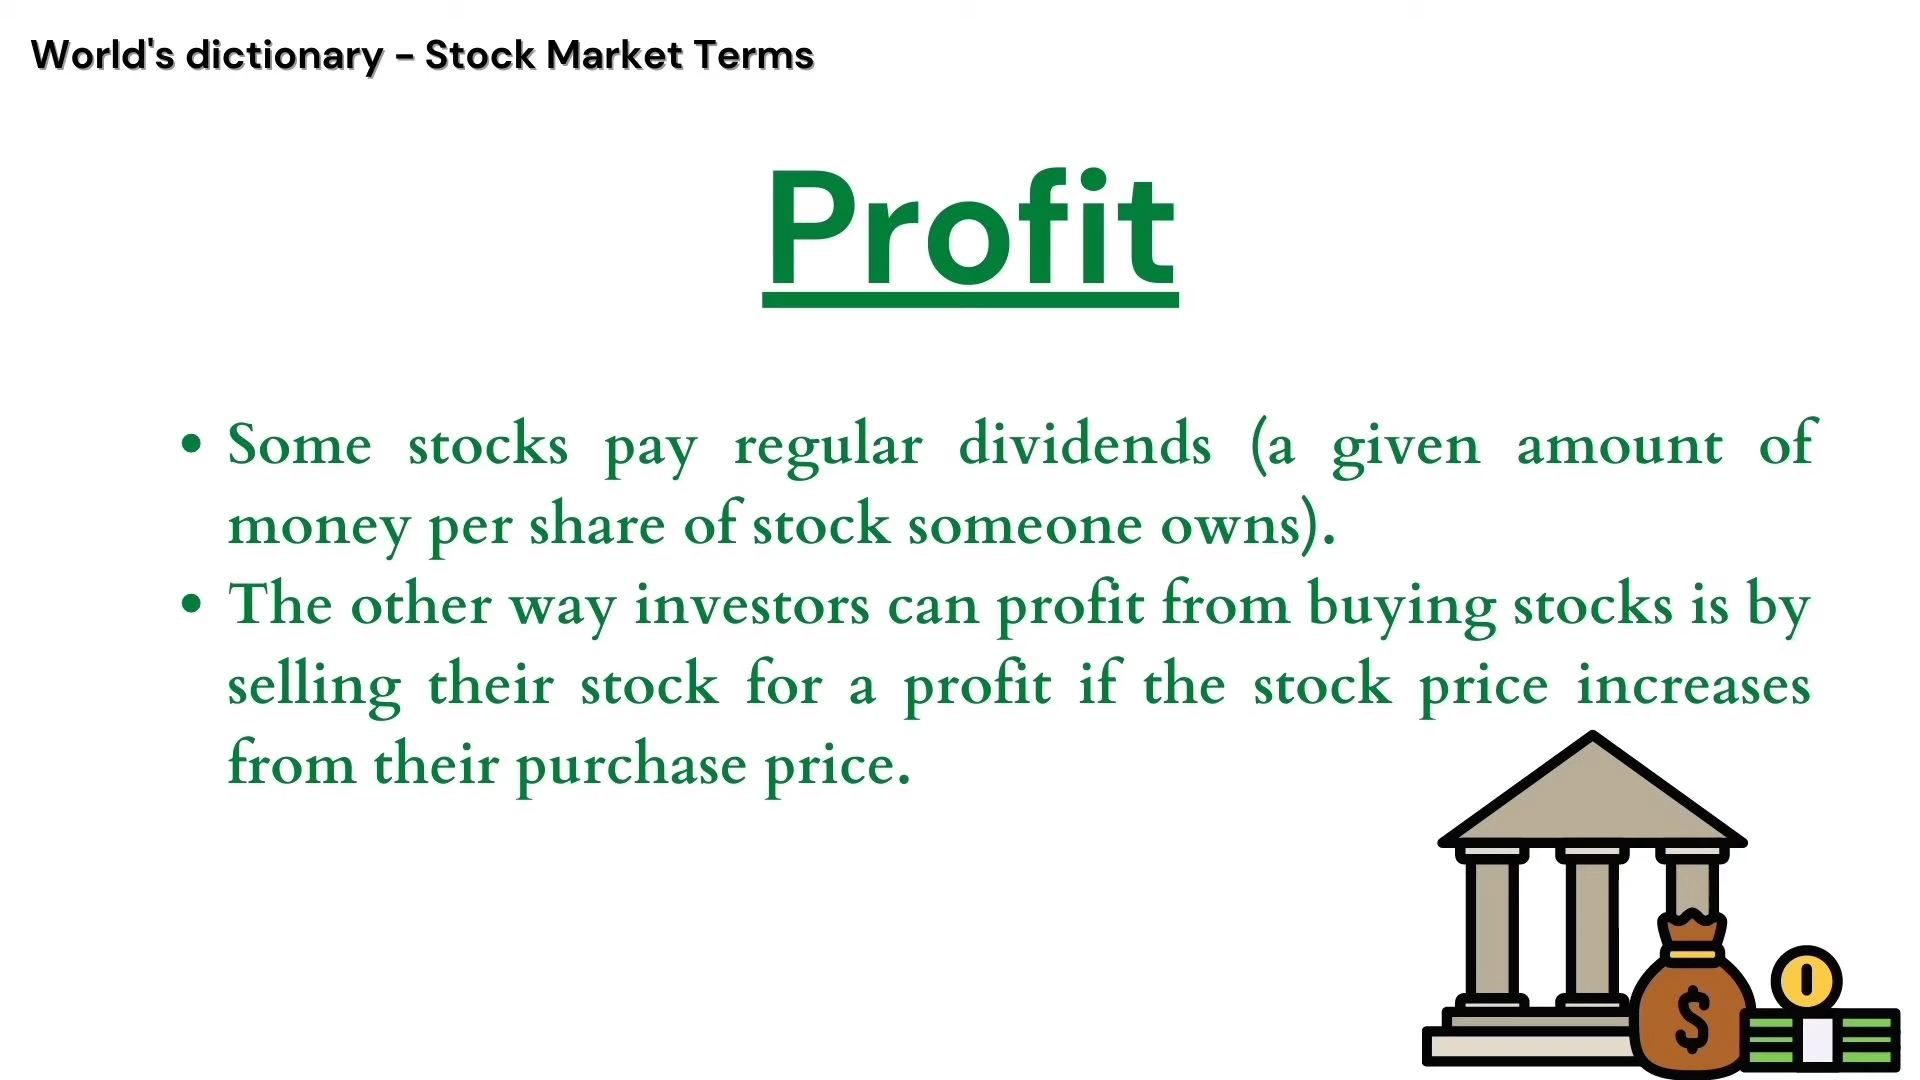 World's dictionary - Stock Market Terms
Profit
• Some stocks pay regular dividends (a given amount of
money per share of stock someone owns).
• The other way investors can profit from buying stocks is by
selling their stock for a profit if the stock price increases
from their purchase price.
$